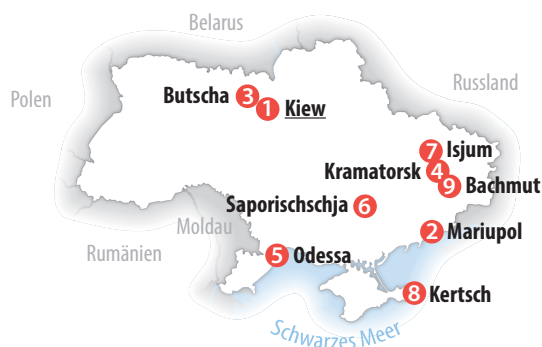 Belarus
Polen
Russland
Butscha 3
1 Kiew
7 Isjum
Kramatorsk 4
9 Bachmut
Saporischschja 6
Moldau
2 Mariupol
Rumänien
5 Odessa
8 Kertsch
Schwarzes Meer